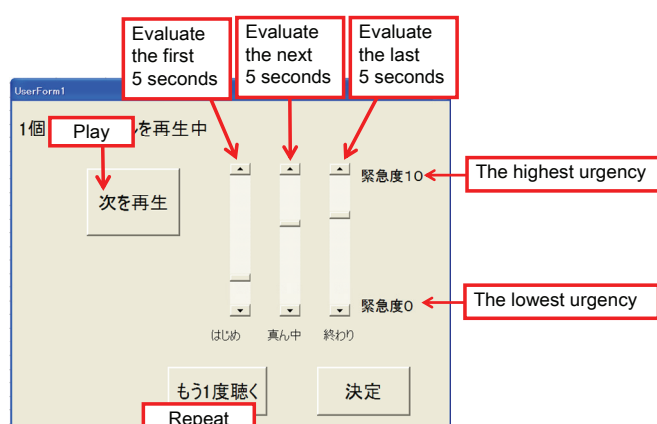 Evaluate
the first
5 seconds
Evaluate
the next
5 seconds
Evaluate
the last
5 seconds
UserForm1
1個
Play
を再生中
次を再生
緊急度10
The highest urgency
緊急度0
The lowest urgency
はじめ
真ん中
終わり
もう1度聴く
決定
Repeat